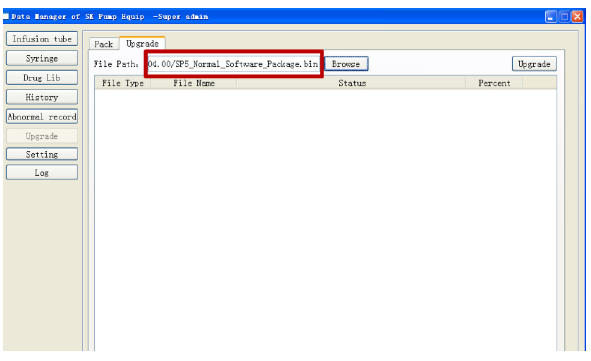 Data Manager of SK Pump Equip -Super admin
Infusion tube
Syringe
Drug Lib
History
Abnormal record
Upgrade
Setting
Log
Pack Upgrade
File Path: 04.00/SP5_Normal_Software_Package.bin Browse Upgrade
File Type File Name Status Percent